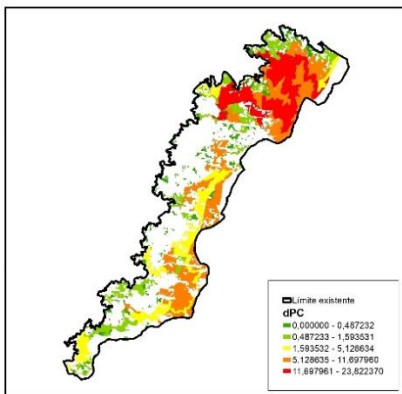 Límite existente
dPC
0,000000 - 0,487232
0,487233 - 1,593531
1,593532 - 5,128634
5,128635 - 11,697960
11,697961 - 23,822370